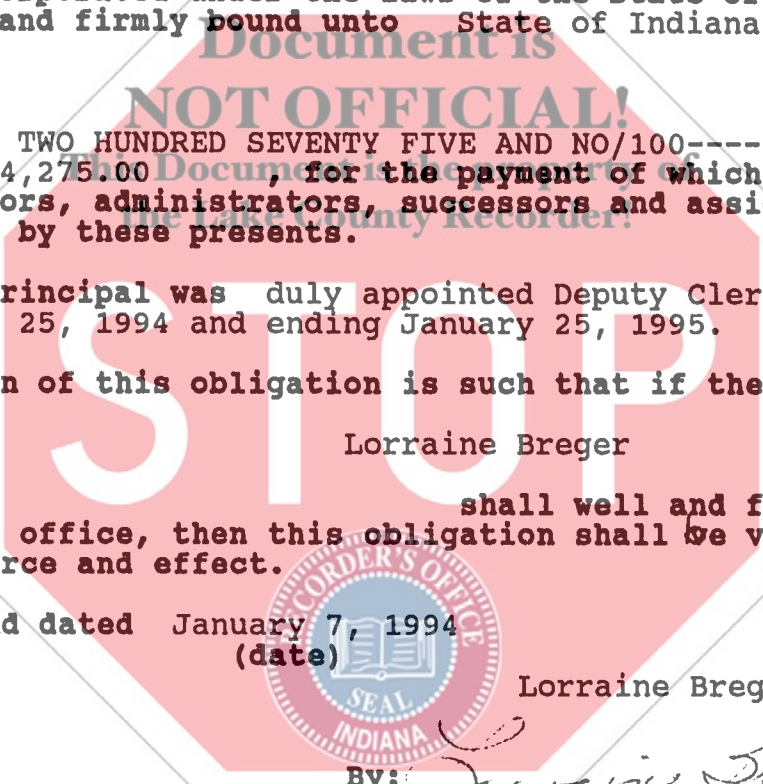 and firmly bound unto State of Indiana
Document is
NOT OFFICIAL!
TWO HUNDRED SEVENTY FIVE AND NO/100----
This Document is the property of
4,275.00 , for the payment of which
ors, administrators, successors and assi
the Lake County Recorder!
by these presents.
rincipal was duly appointed Deputy Cler
25, 1994 and ending January 25, 1995.
STOP
n of this obligation is such that if the
Lorraine Breger
shall well and f
office, then this obligation shall be v
rce and effect.
RECORDER'S OFFICE
d dated January 7, 1994
(date)
SEAL
Lorraine Breg
INDIANA
By: